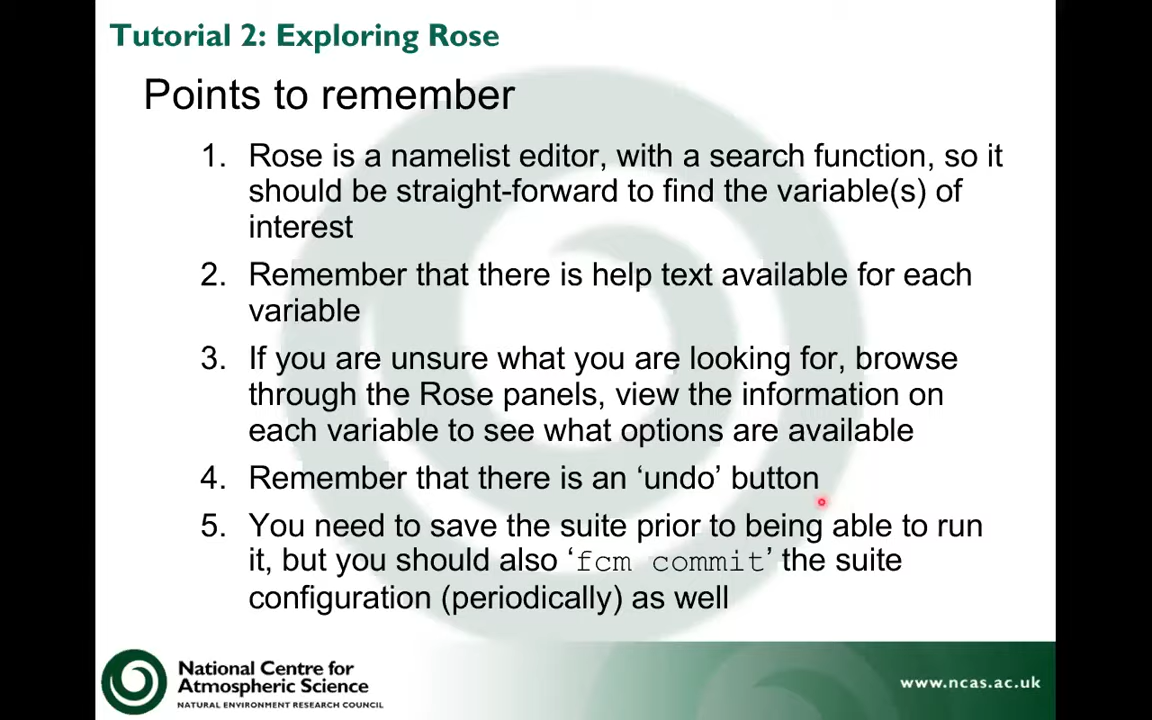 Tutorial 2: Exploring Rose
Points to remember
1. Rose is a namelist editor, with a search function, so it
should be straight-forward to find the variable(s) of
interest
2. Remember that there is help text available for each
variable
3. If you are unsure what you are looking for, browse
through the Rose panels, view the information on
each variable to see what options are available
4. Remember that there is an ‘undo’ button
5. You need to save the suite prior to being able to run
it, but you should also ‘fcm commit’ the suite
configuration (periodically) as well
National Centre for
Atmospheric Science
NATURAL ENVIRONMENT RESEARCH COUNCIL
www.ncas.ac.uk